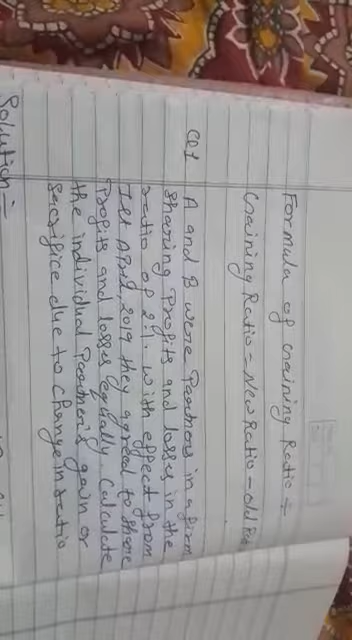 Formula of Gaining Ratio :-
Gaining Ratio = New Ratio - Old
Q1 A and B were Partners in a firm
sharing Profits and losses in the
ratio of 2:1. with effect from
1st April, 2019 they agreed to share
Profits and losses equally. Calculate
the individual Partner's gain or
Sacrifice due to change in ratio
Solution :-